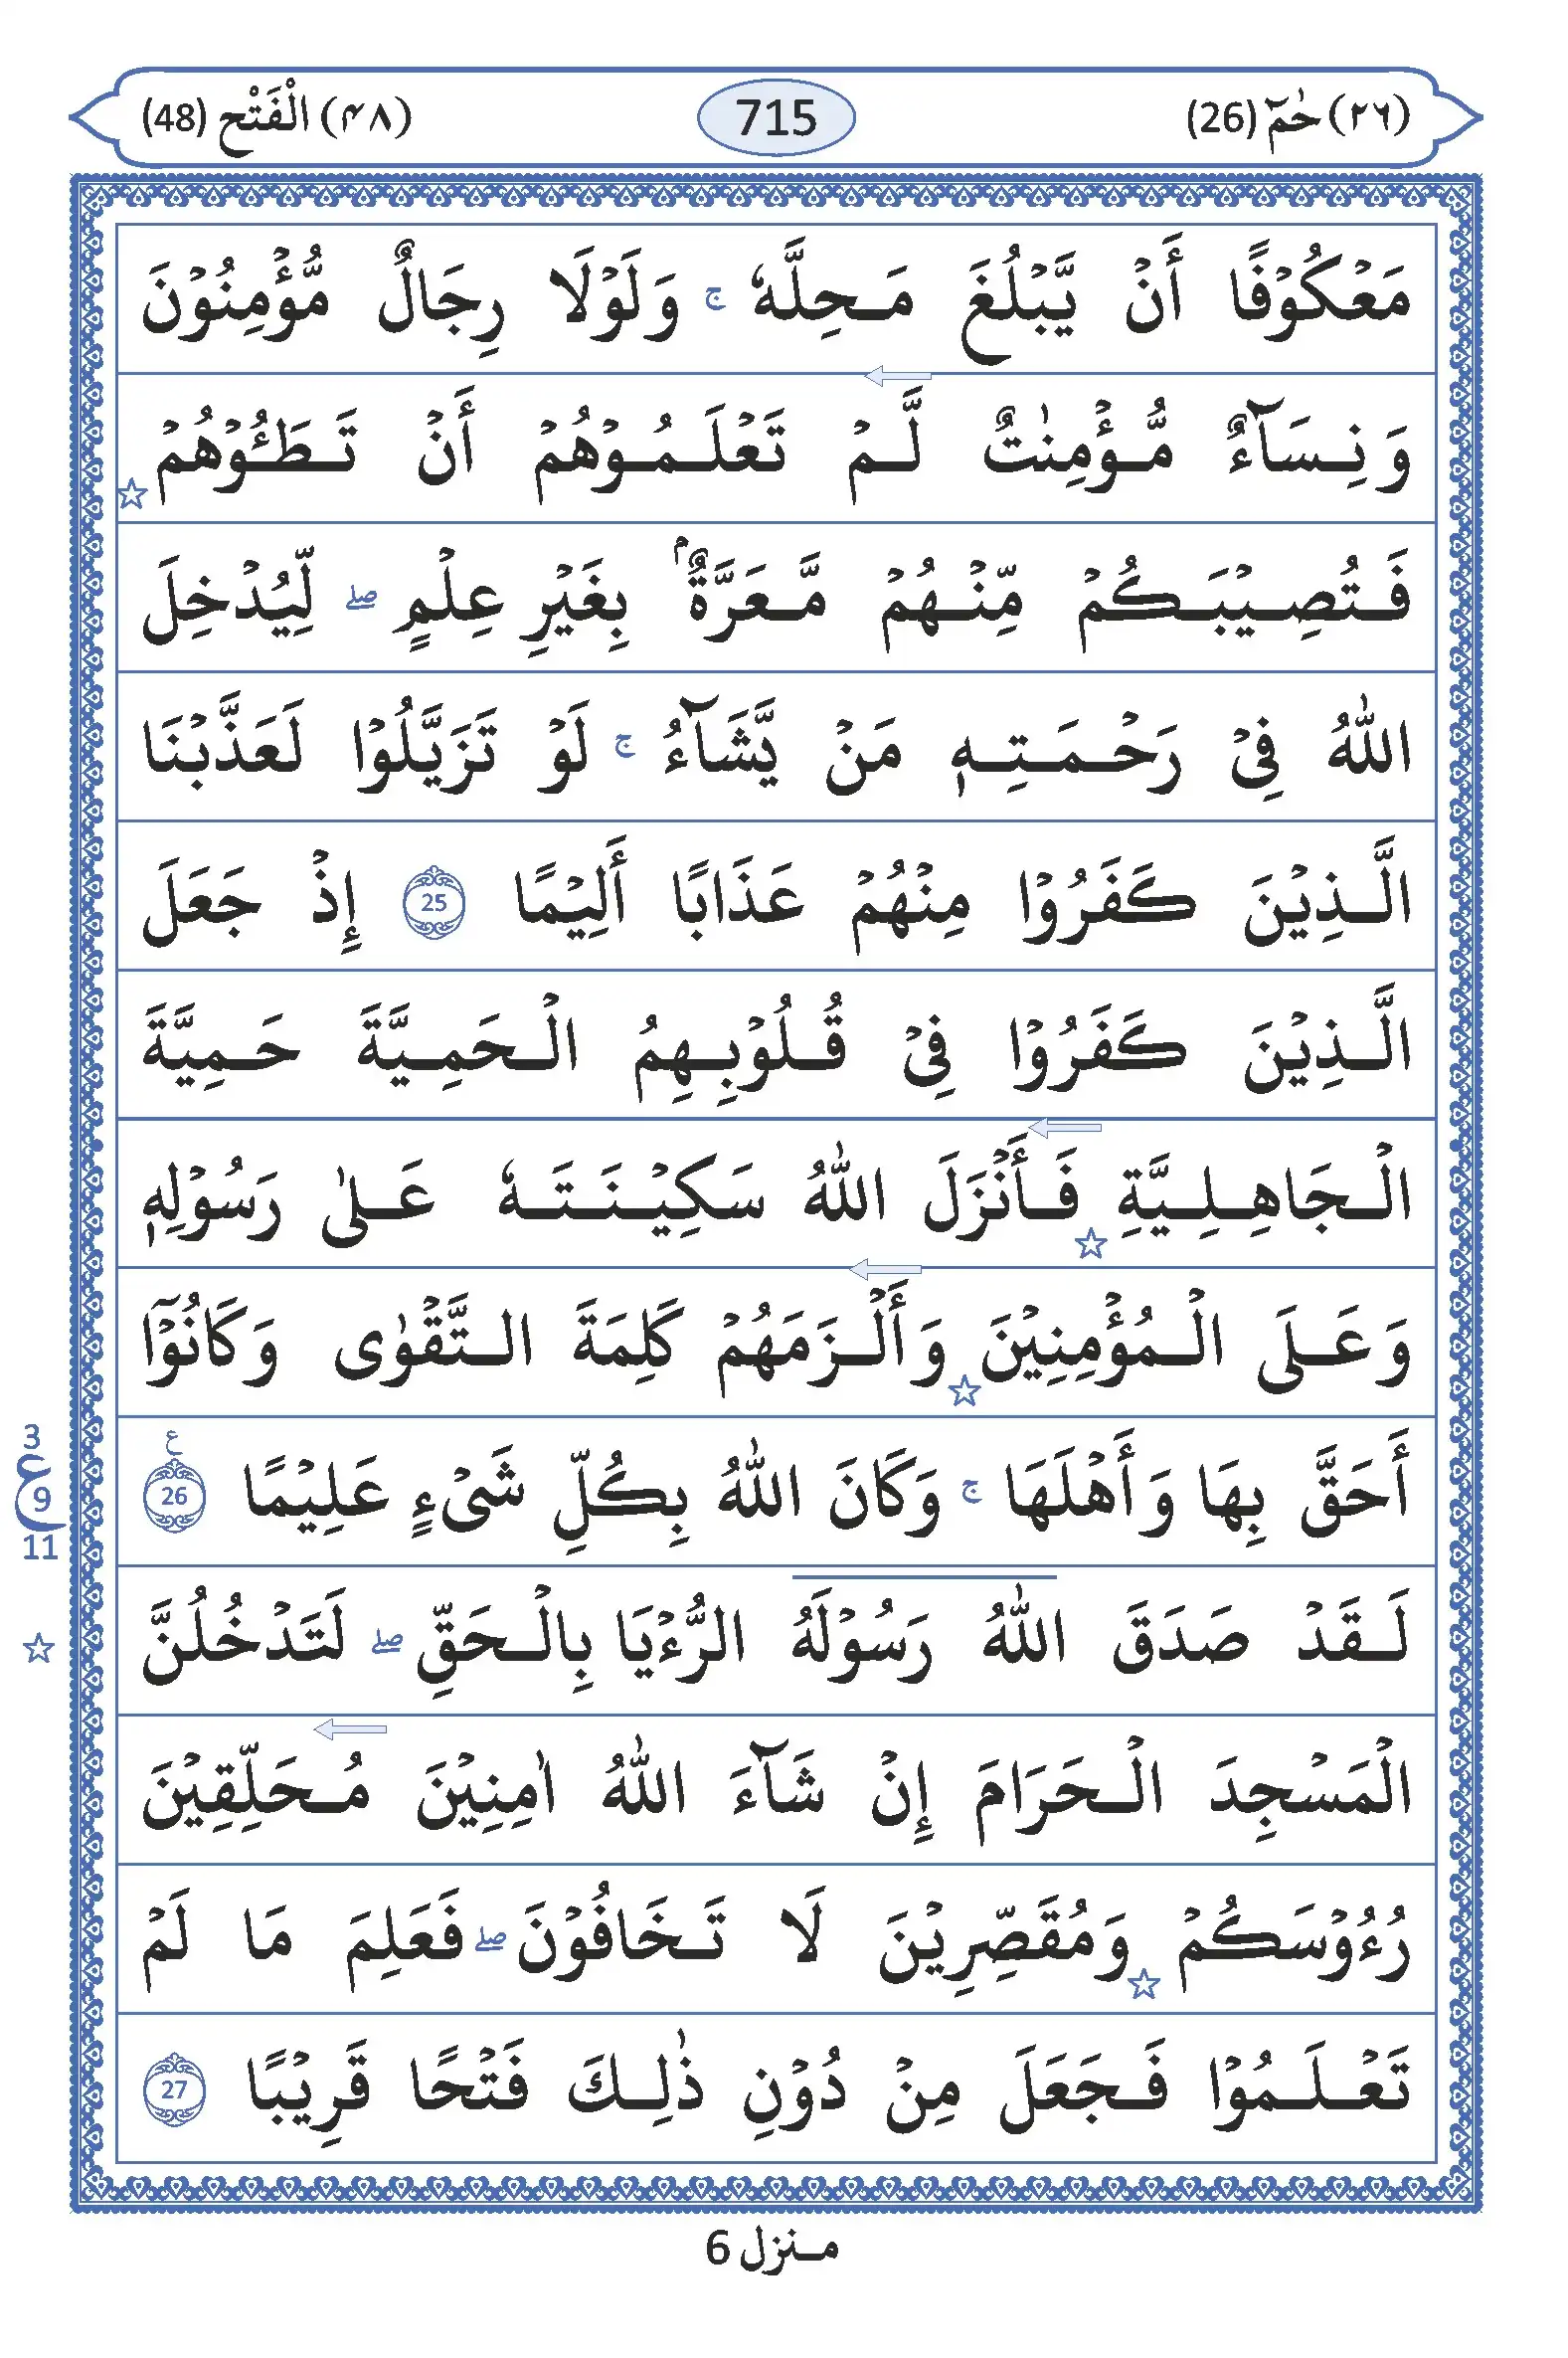 (٢٦) حٰمٓ (26) 715 (٤٨) الْفَتْح (48)
مَعۡكُوۡفًا أَنۡ يَّبۡلُغَ مَحِلَّهٗ ۚ وَلَوۡلَا رِجَالٌ مُّؤۡمِنُوۡنَ
وَنِسَآءٌ مُّؤۡمِنٰتٌ لَّمۡ تَعۡلَمُوۡهُمۡ أَنۡ تَطَـُٔوۡهُمۡ ☆
فَتُصِيۡبَكُمۡ مِّنۡهُمۡ مَّعَرَّةٌۢ بِغَيۡرِ عِلۡمٍ ۖ لِّيُدۡخِلَ
اللّٰهُ فِىۡ رَحۡمَتِهٖ مَنۡ يَّشَآءُ ۚ لَوۡ تَزَيَّلُوۡا لَعَذَّبۡنَا
الَّذِيۡنَ كَفَرُوۡا مِنۡهُمۡ عَذَابًا أَلِيۡمًا 25 إِذۡ جَعَلَ
الَّذِيۡنَ كَفَرُوۡا فِىۡ قُلُوۡبِهِمُ الۡحَمِيَّةَ حَمِيَّةَ
الۡجَاهِلِيَّةِ ☆ فَأَنۡزَلَ اللّٰهُ سَكِيۡنَتَهٗ عَلٰى رَسُوۡلِهٖ
وَعَلَى الۡمُؤۡمِنِيۡنَ ☆ وَأَلۡزَمَهُمۡ كَلِمَةَ التَّقۡوٰى وَكَانُوۡٓا
أَحَقَّ بِهَا وَأَهۡلَهَا ۚ وَكَانَ اللّٰهُ بِكُلِّ شَىۡءٍ عَلِيۡمًا 26 ع
3
ع 9
11
لَقَدۡ صَدَقَ اللّٰهُ رَسُوۡلَهُ الرُّءۡيَا بِالۡحَقِّ ۖ لَتَدۡخُلُنَّ
☆
الۡمَسۡجِدَ الۡحَرَامَ إِنۡ شَآءَ اللّٰهُ اٰمِنِيۡنَ مُحَلِّقِيۡنَ
رُءُوۡسَكُمۡ ☆ وَمُقَصِّرِيۡنَ لَا تَخَافُوۡنَ ۖ فَعَلِمَ مَا لَمۡ
تَعۡلَمُوۡا فَجَعَلَ مِنۡ دُوۡنِ ذٰلِكَ فَتۡحًا قَرِيۡبًا 27
منزل 6